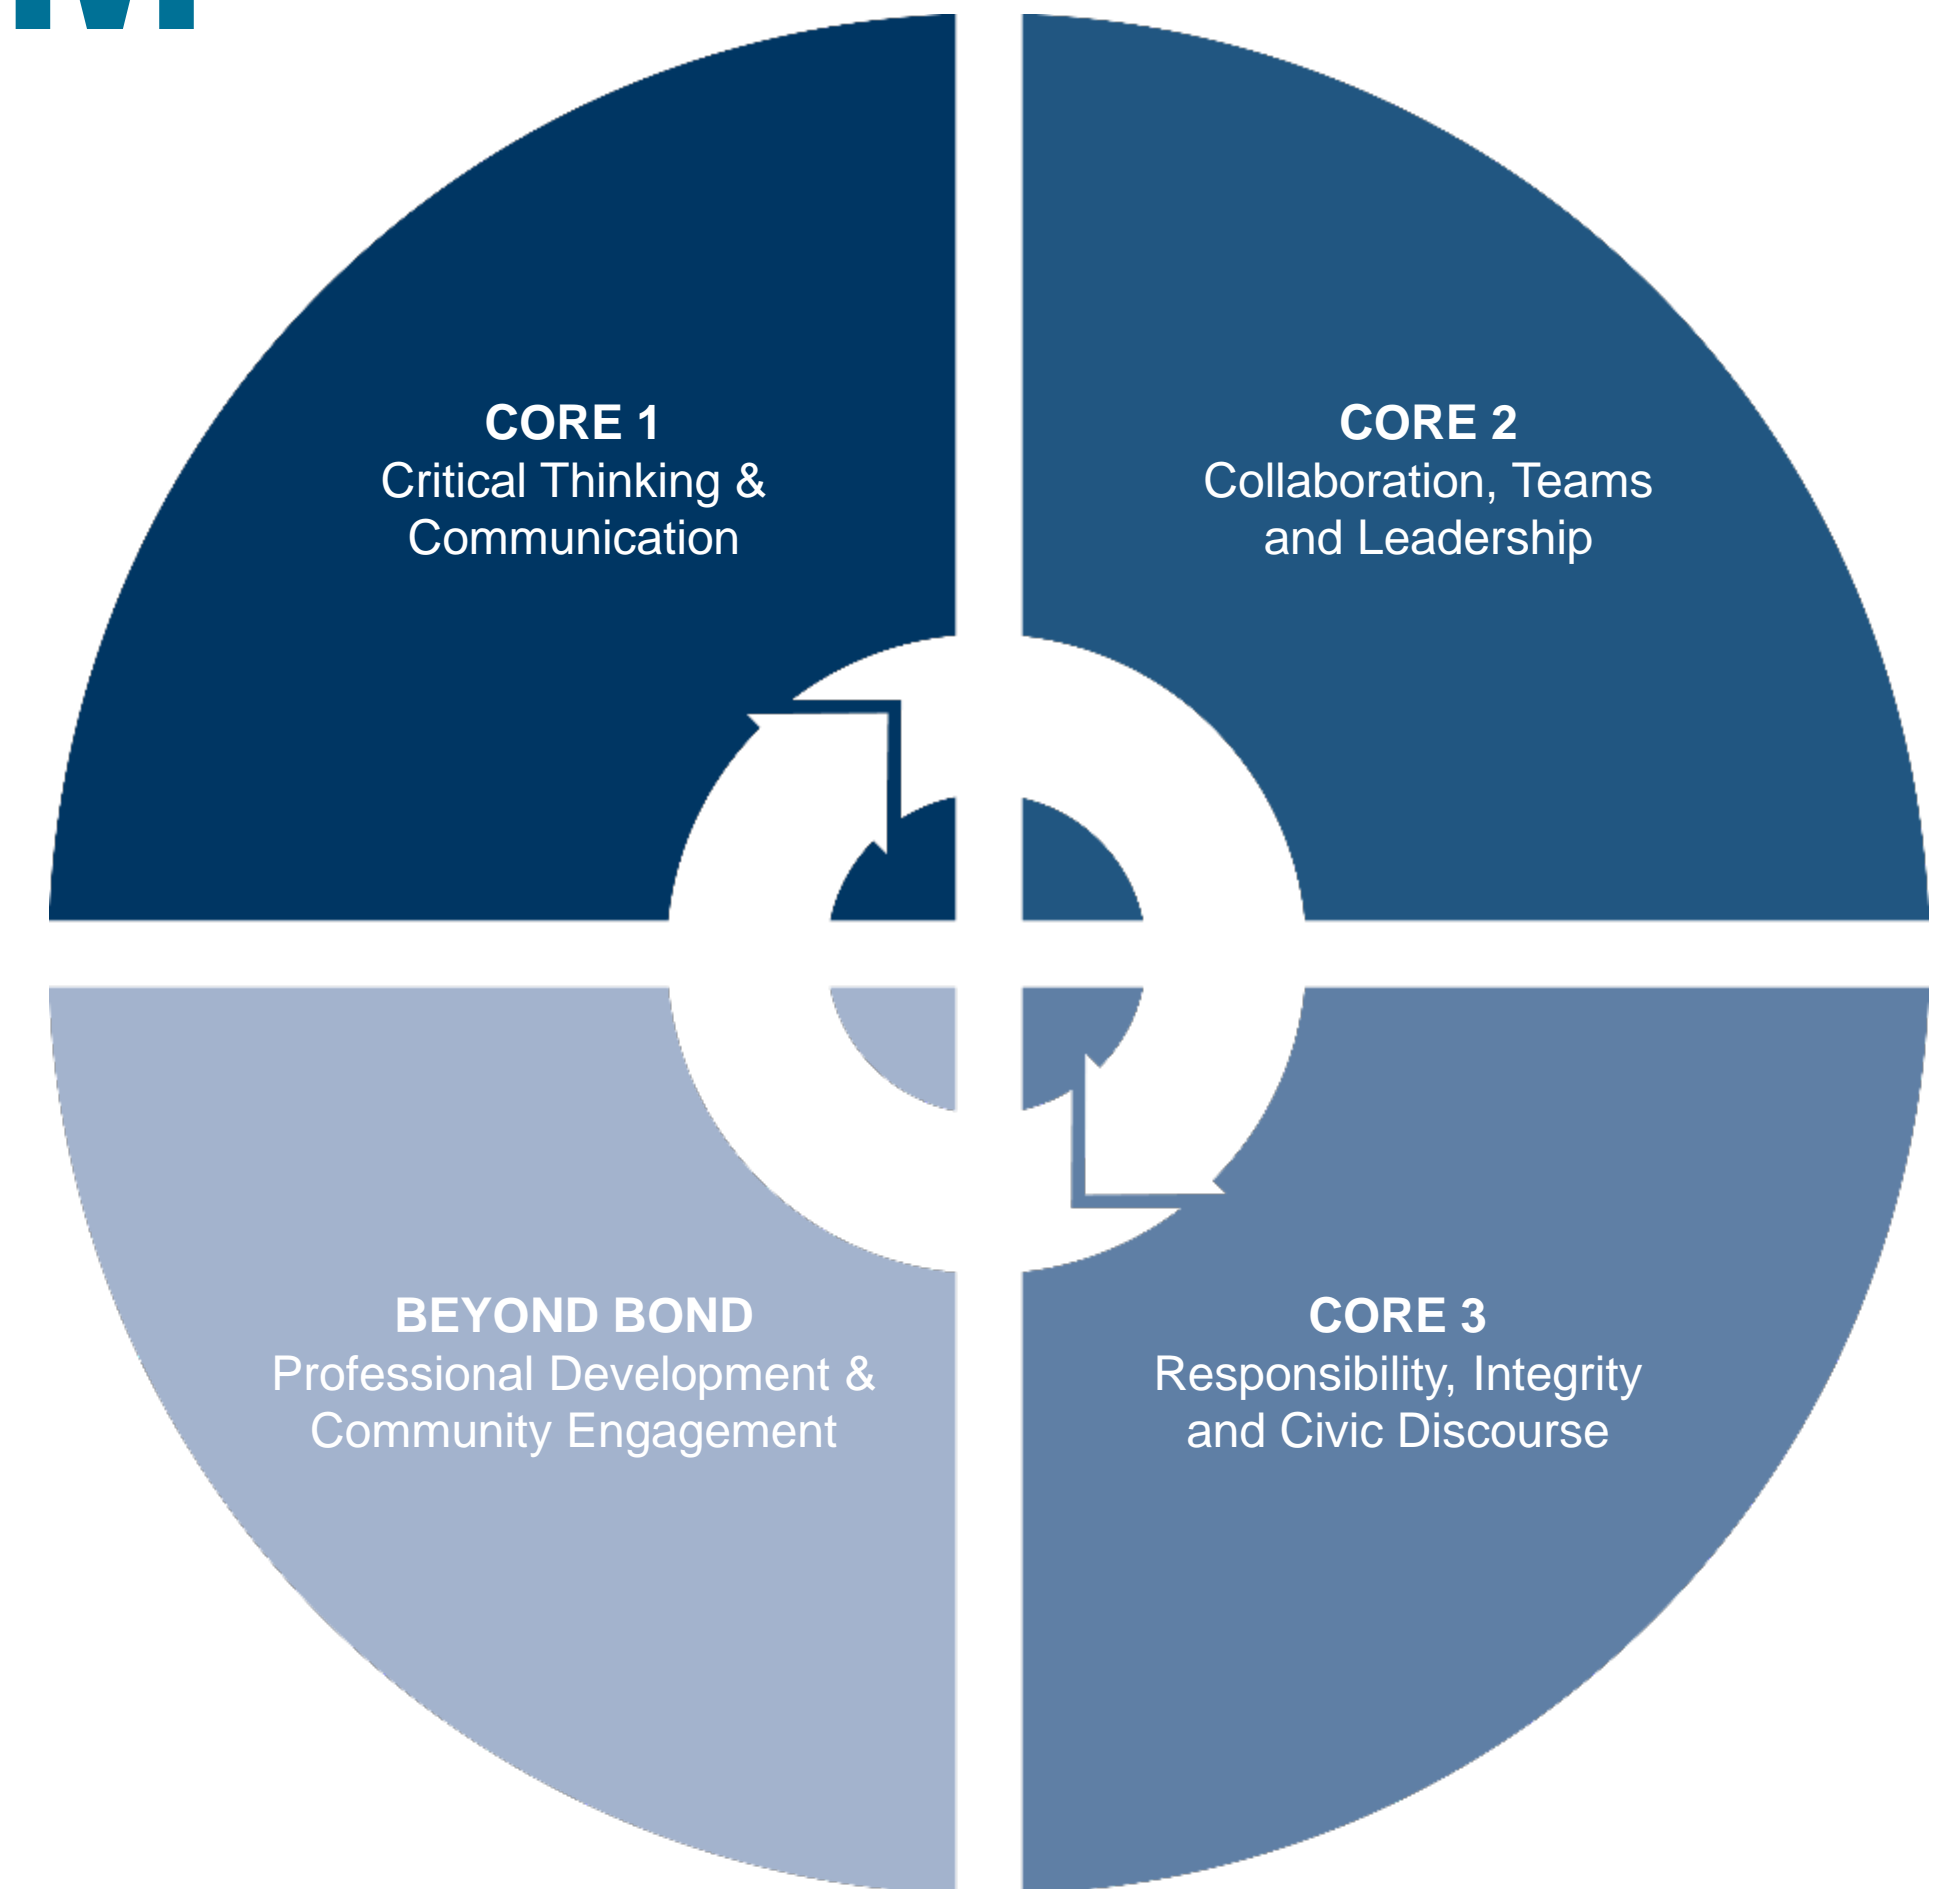 CORE 1
Critical Thinking &
Communication
CORE 2
Collaboration, Teams
and Leadership
BEYOND BOND
Professional Development &
Community Engagement
CORE 3
Responsibility, Integrity
and Civic Discourse